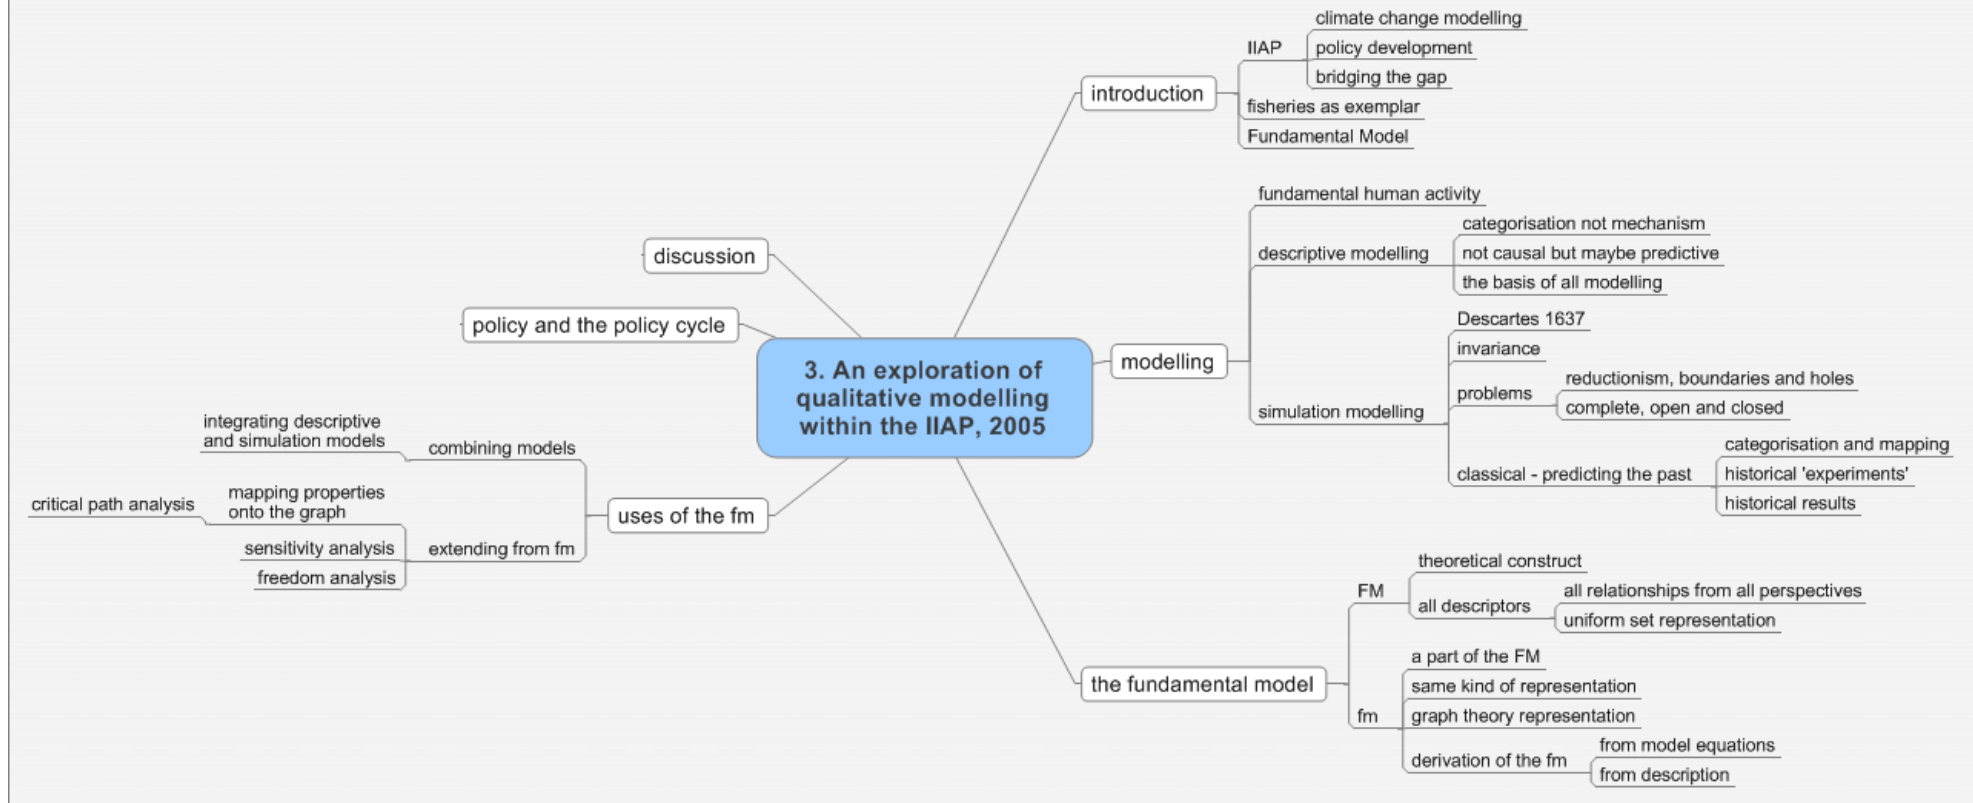 3. An exploration of
qualitative modelling
within the IIAP, 2005
introduction
IIAP
climate change modelling
policy development
bridging the gap
fisheries as exemplar
Fundamental Model
modelling
fundamental human activity
descriptive modelling
categorisation not mechanism
not causal but maybe predictive
the basis of all modelling
simulation modelling
Descartes 1637
invariance
problems
reductionism, boundaries and holes
complete, open and closed
classical - predicting the past
categorisation and mapping
historical 'experiments'
historical results
the fundamental model
FM
theoretical construct
all descriptors
all relationships from all perspectives
uniform set representation
fm
a part of the FM
same kind of representation
graph theory representation
derivation of the fm
from model equations
from description
uses of the fm
combining models
integrating descriptive
and simulation models
extending from fm
mapping properties
onto the graph
critical path analysis
sensitivity analysis
freedom analysis
policy and the policy cycle
discussion